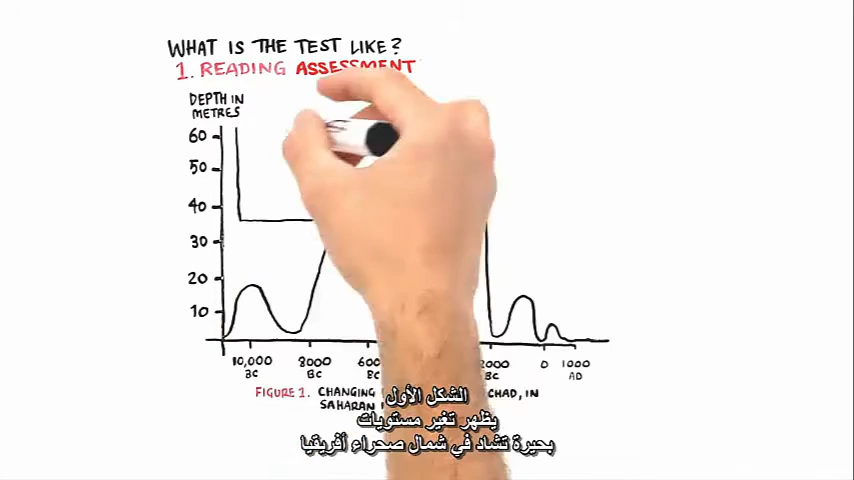 WHAT IS THE TEST LIKE?
1. READING ASSESSMENT
DEPTH IN
METRES
60
50
40
30
20
10
10,000 BC 8000 BC 2000 BC 0 1000 AD
FIGURE 1. CHANGING CHAD, IN
SAHARAN
الشكل الأول
يظهر تغير مستويات
بحيرة تشاد في شمال صحراء أفريقيا